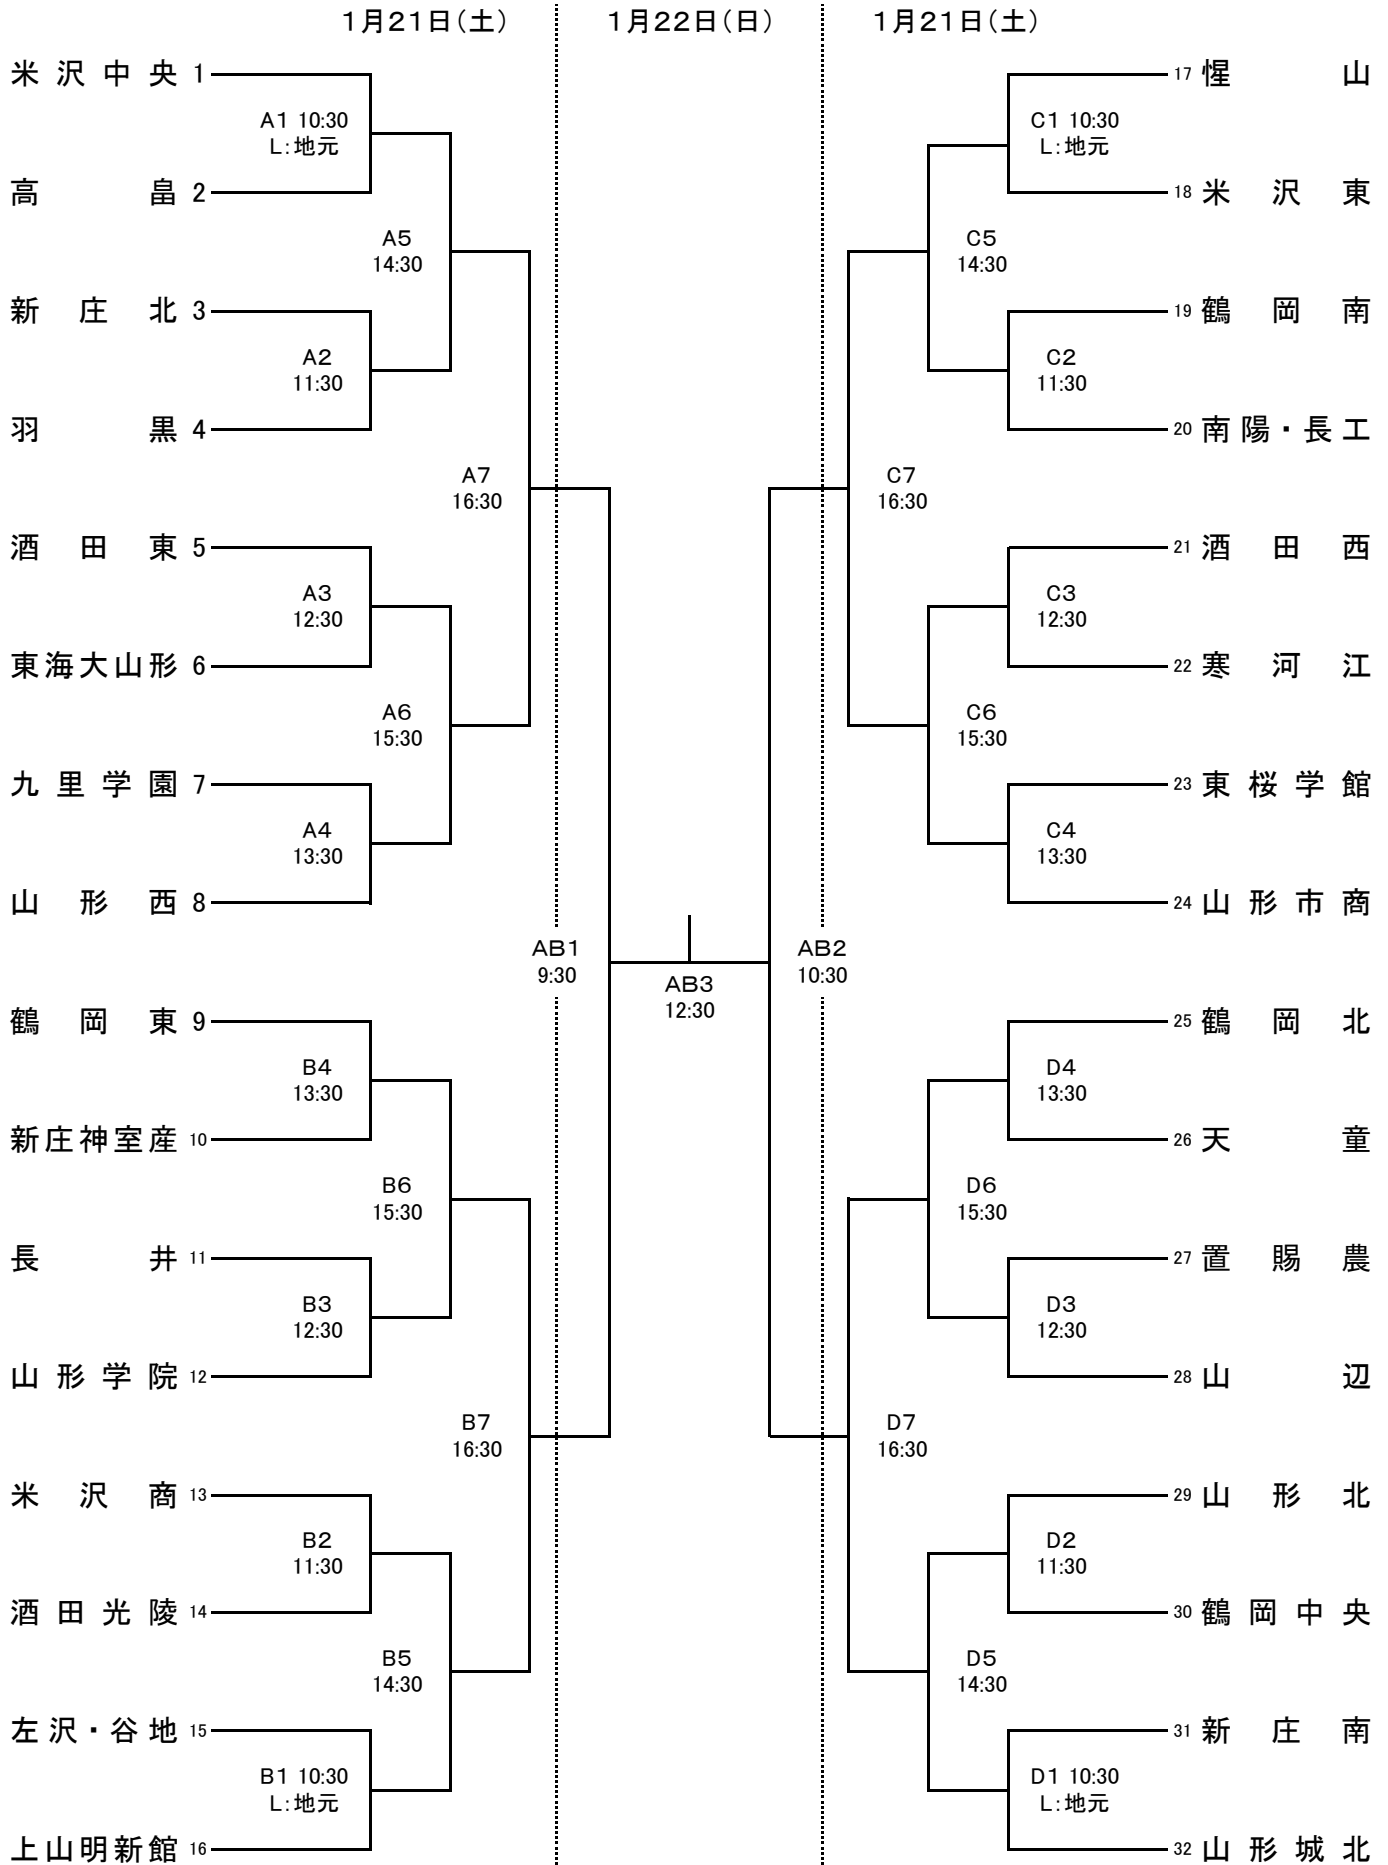 1月21日(土) 1月22日(日) 1月21日(土)
米沢中央 1
17 惺山
A1 10:30
L:地元
C1 10:30
L:地元
高畠 2
18 米沢東
A5
14:30
C5
14:30
新庄北 3
19 鶴岡南
A2
11:30
C2
11:30
羽黒 4
20 南陽・長工
A7
16:30
C7
16:30
酒田東 5
21 酒田西
A3
12:30
C3
12:30
東海大山形 6
22 寒河江
A6
15:30
C6
15:30
九里学園 7
23 東桜学館
A4
13:30
C4
13:30
山形西 8
24 山形市商
AB1
9:30
AB3
12:30
AB2
10:30
鶴岡東 9
25 鶴岡北
B4
13:30
D4
13:30
新庄神室産 10
26 天童
B6
15:30
D6
15:30
長井 11
27 置賜農
B3
12:30
D3
12:30
山形学院 12
28 山辺
B7
16:30
D7
16:30
米沢商 13
29 山形北
B2
11:30
D2
11:30
酒田光陵 14
30 鶴岡中央
B5
14:30
D5
14:30
左沢・谷地 15
31 新庄南
B1 10:30
L:地元
D1 10:30
L:地元
上山明新館 16
32 山形城北